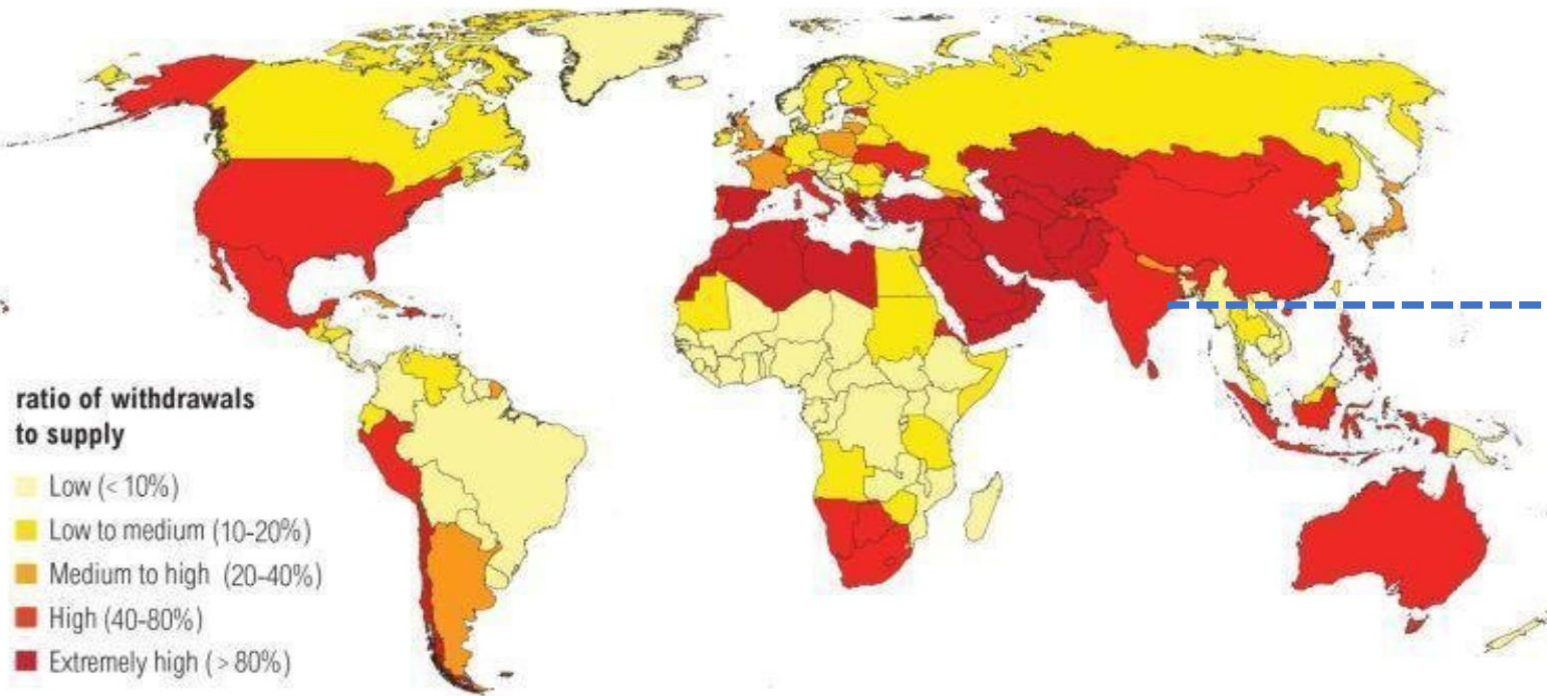 ratio of withdrawals
to supply
Low (< 10%)
Low to medium (10-20%)
Medium to high (20-40%)
High (40-80%)
Extremely high (> 80%)